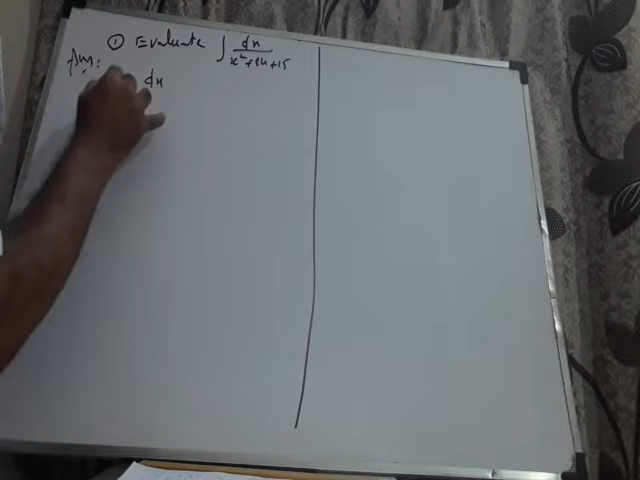 ① Evaluate ∫ dx / x²+8x+15
Ans:
dx